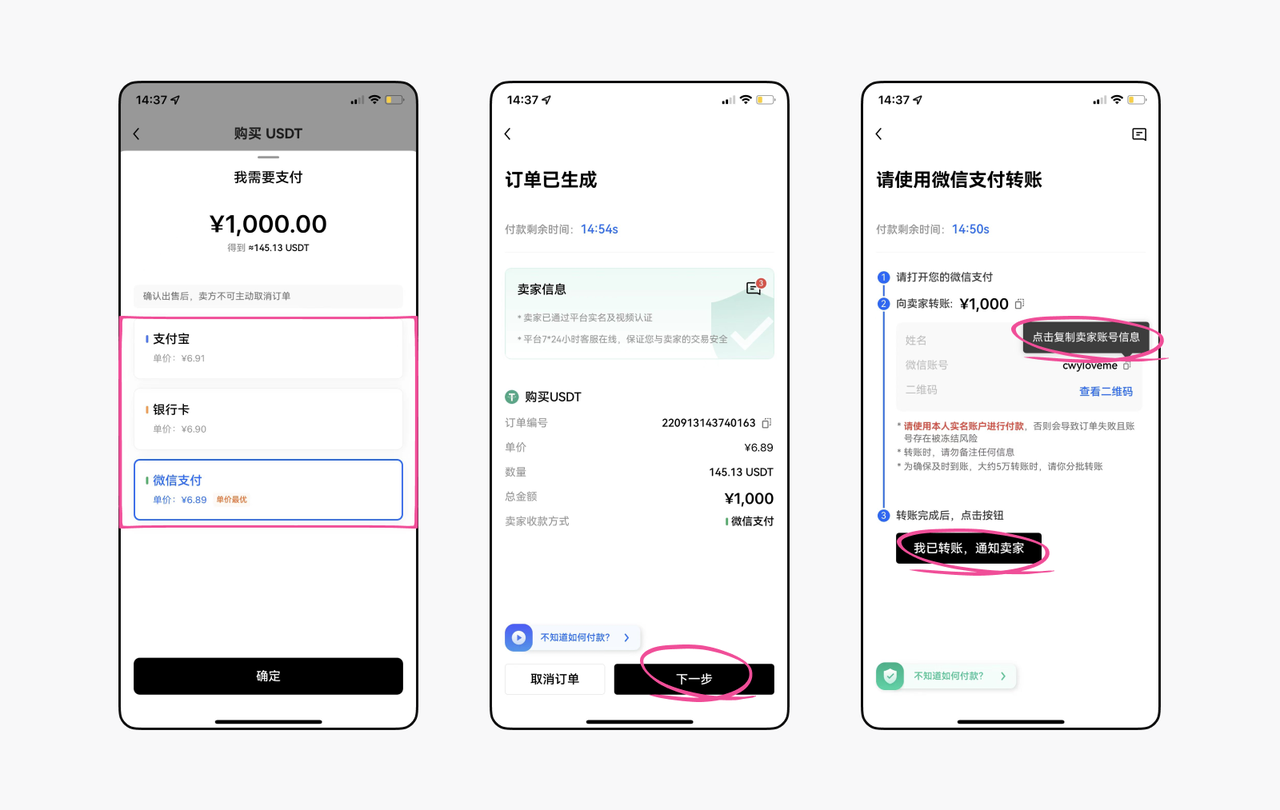 14:37
购买 USDT
我需要支付
¥1,000.00
得到 ≈145.13 USDT
确认出售后，卖方不可主动取消订单
支付宝
单价：¥6.91
银行卡
单价：¥6.90
微信支付
单价：¥6.89 单价最优
确定
14:37
订单已生成
付款剩余时间：14:54s
卖家信息
3
* 卖家已通过平台实名及视频认证
* 平台7*24小时客服在线，保证您与卖家的交易安全
T 购买USDT
订单编号 220913143740163
单价 ¥6.89
数量 145.13 USDT
总金额 ¥1,000
卖家收款方式 微信支付
不知道如何付款？
取消订单 下一步
14:37
请使用微信支付转账
付款剩余时间：14:50s
1 请打开您的微信支付
2 向卖家转账: ¥1,000
点击复制卖家账号信息
姓名
微信账号 cwyloveme
二维码 查看二维码
* 请使用本人实名账户进行付款，否则会导致订单失败且账
号存在被冻结风险
* 转账时，请勿备注任何信息
* 为确保及时到账，大约5万转账时，请你分批转账
3 转账完成后，点击按钮
我已转账，通知卖家
不知道如何付款？